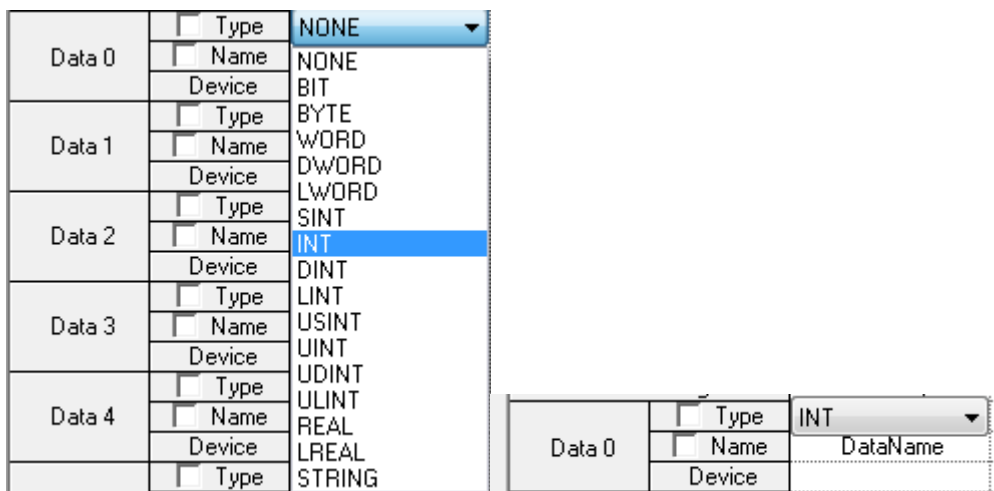 Type NONE
Data 0 Name NONE
Device BIT
Type BYTE
Data 1 Name WORD
Device DWORD
LWORD
Type SINT
Data 2 Name INT
Device DINT
Type LINT
Data 3 Name USINT
Device UINT
UDINT
Type ULINT
Data 4 Name REAL
Device LREAL
Type STRING
Type INT
Data 0 Name DataName
Device